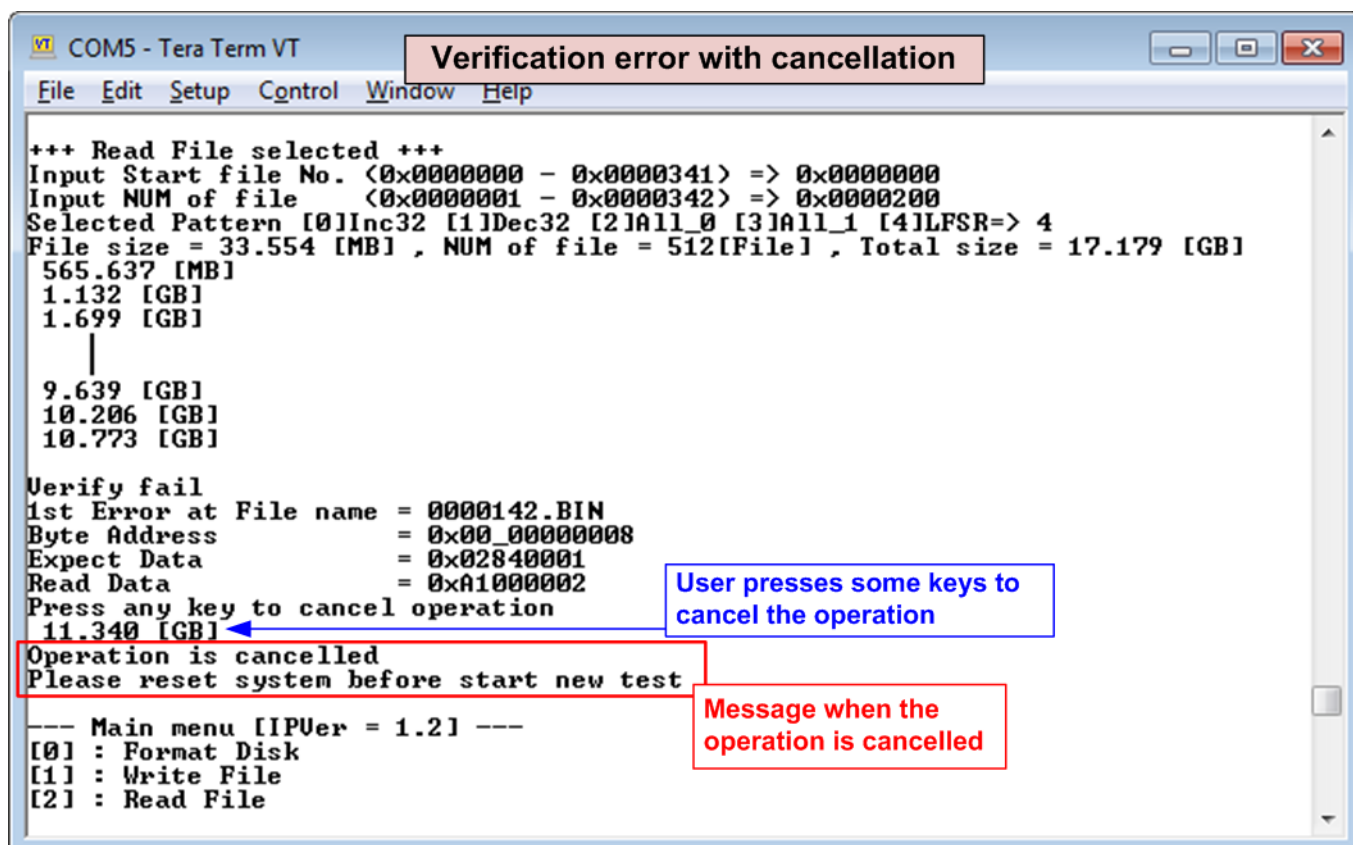 COM5 - Tera Term VT
Verification error with cancellation
File Edit Setup Control Window Help
+++ Read File selected +++
Input Start file No. (0x0000000 - 0x0000341) => 0x0000000
Input NUM of file (0x0000001 - 0x0000342) => 0x0000200
Selected Pattern [0]Inc32 [1]Dec32 [2]All_0 [3]All_1 [4]LFSR=> 4
File size = 33.554 [MB] , NUM of file = 512[File] , Total size = 17.179 [GB]
565.637 [MB]
1.132 [GB]
1.699 [GB]
9.639 [GB]
10.206 [GB]
10.773 [GB]
Verify fail
1st Error at File name = 0000142.BIN
Byte Address = 0x00_00000008
Expect Data = 0x02840001
Read Data = 0xA1000002
Press any key to cancel operation
User presses some keys to
cancel the operation
11.340 [GB]
Operation is cancelled
Please reset system before start new test
Message when the
operation is cancelled
--- Main menu [IPVer = 1.2] ---
[0] : Format Disk
[1] : Write File
[2] : Read File